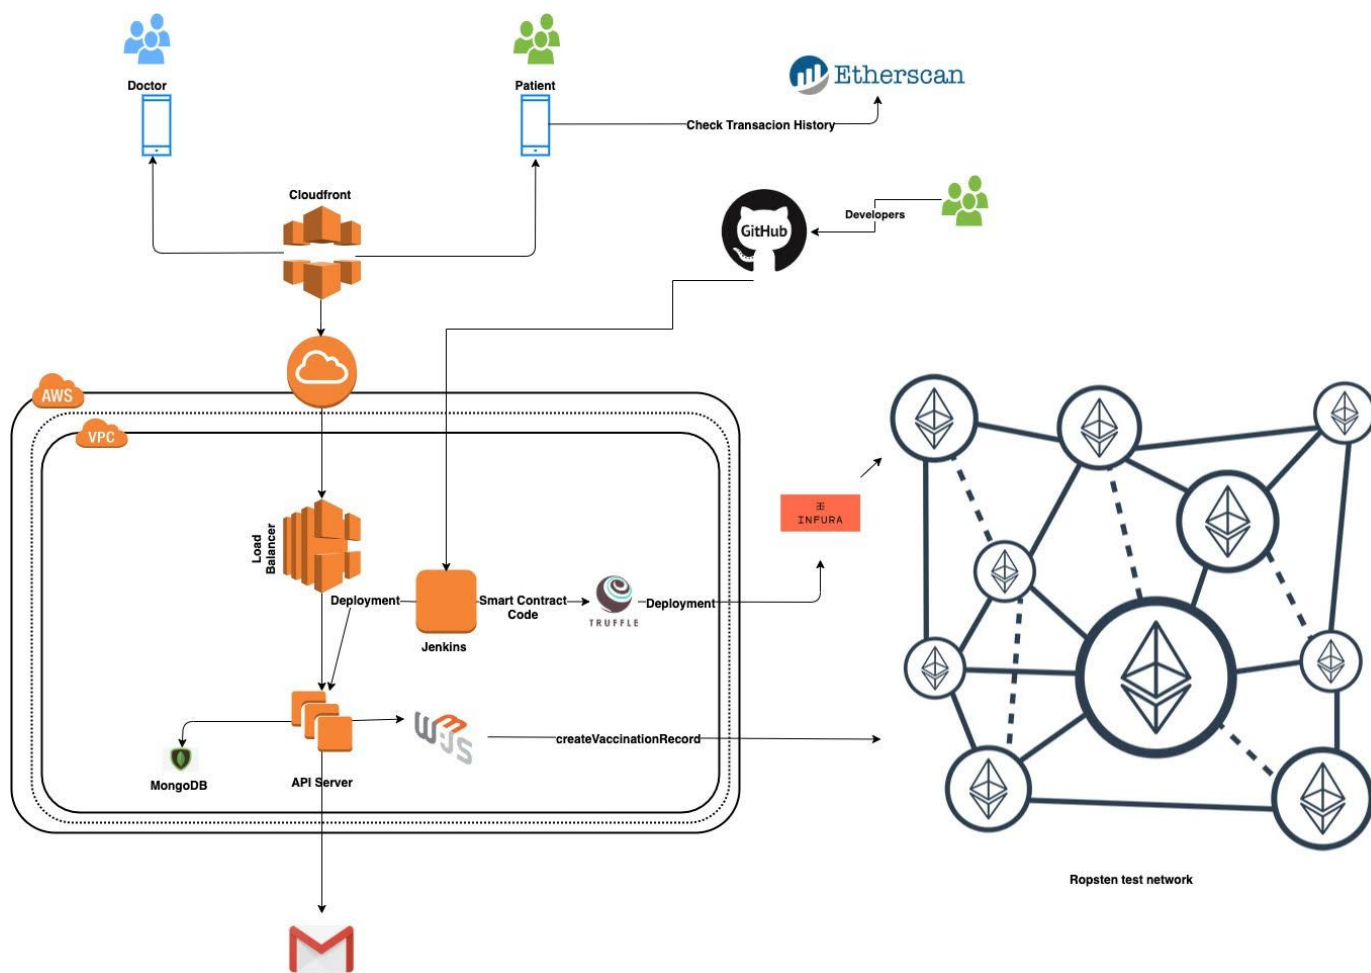 Doctor
Patient
Etherscan
Check Transacion History
Cloudfront
GitHub
Developers
AWS
VPC
INFURA
Load
Balancer
Deployment
Smart Contract
Code
TRUFFLE
Deployment
Jenkins
W3JS
createVaccinationRecord
MongoDB
API Server
Ropsten test network